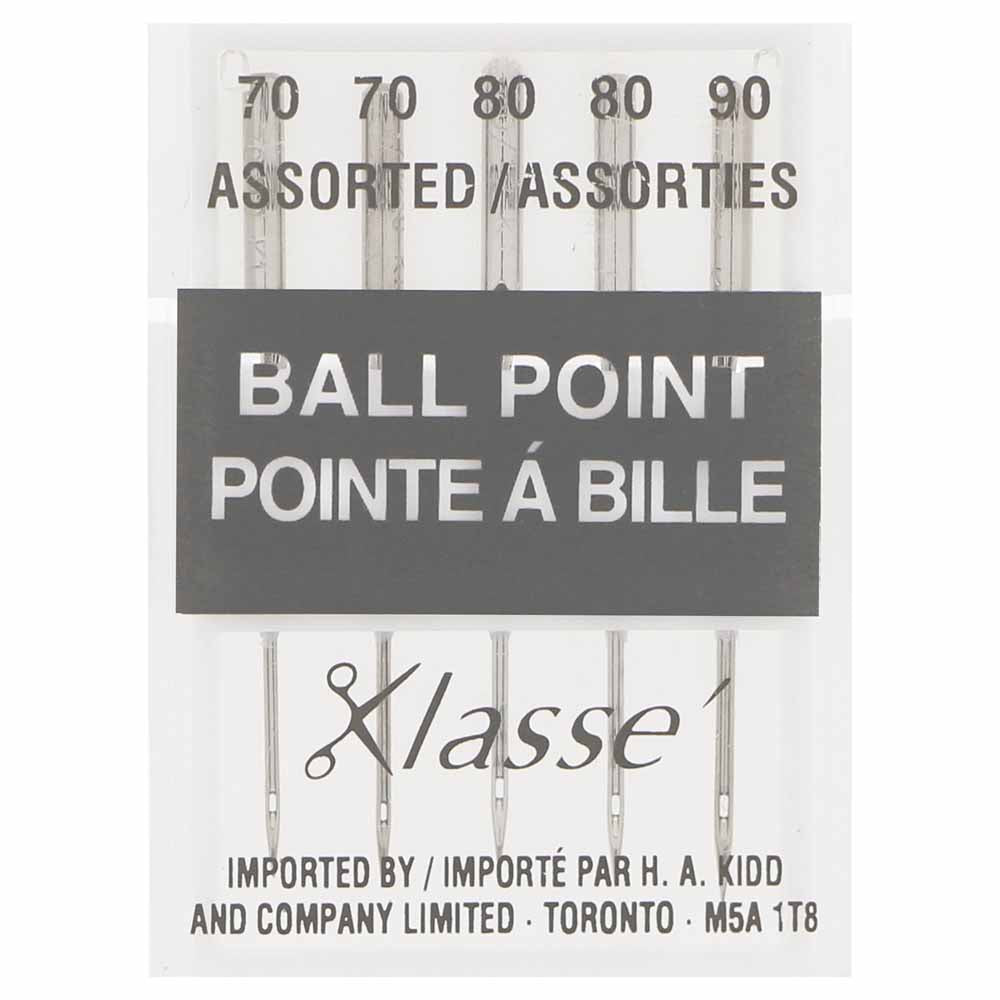 70 70 80 80 90
ASSORTED / ASSORTIES
BALL POINT
POINTE Á BILLE
Klassé
IMPORTED BY / IMPORTÉ PAR H. A. KIDD
AND COMPANY LIMITED · TORONTO · M5A 1T8